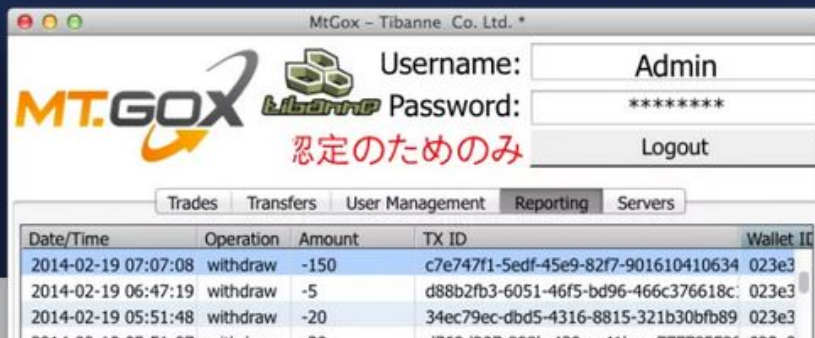 MtGox – Tibanne Co. Ltd. *
MT.GOX
tibanne
Username: Admin
Password: ********
認定のためのみ
Logout
Trades Transfers User Management Reporting Servers
Date/Time Operation Amount TX ID Wallet ID
2014-02-19 07:07:08 withdraw -150 c7e747f1-5edf-45e9-82f7-901610410634 023e3
2014-02-19 06:47:19 withdraw -5 d88b2fb3-6051-46f5-bd96-466c376618c 023e3
2014-02-19 05:51:48 withdraw -20 34ec79ec-dbd5-4316-8815-321b30bfb89 023e3